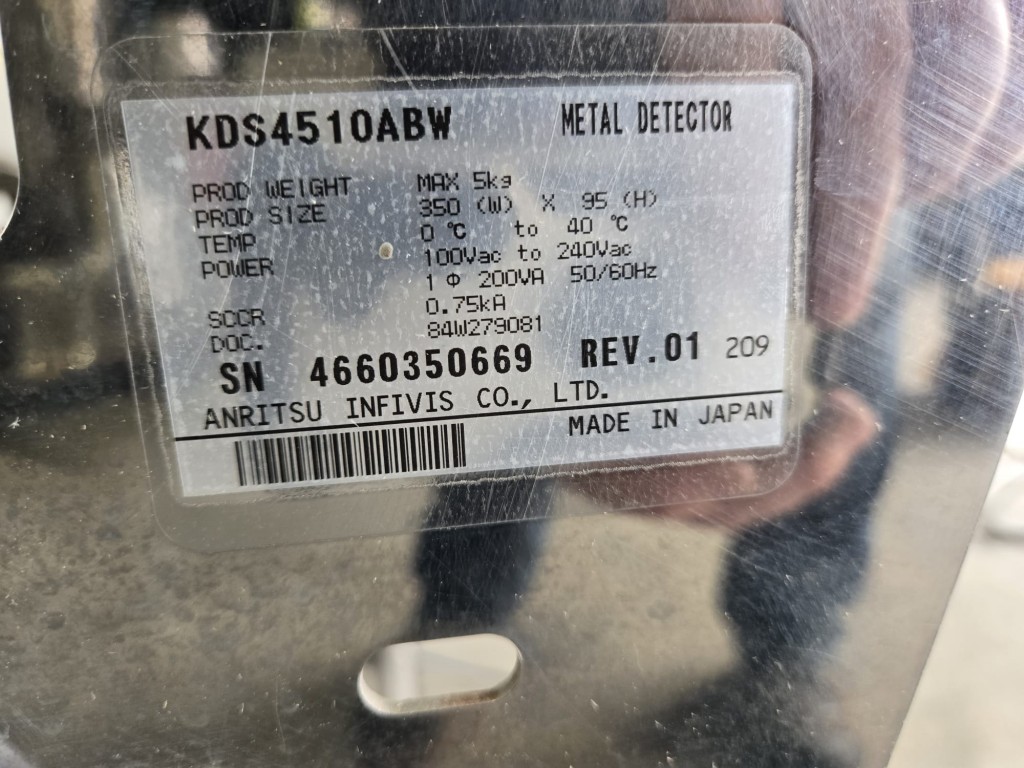 KDS4510ABW METAL DETECTOR
PROD WEIGHT MAX 5kg
PROD SIZE 350 (W) X 95 (H)
TEMP 0 ℃ to 40 ℃
POWER 100Vac to 240Vac
1 Φ 200VA 50/60Hz
SCCR 0.75kA
DOC. 84W279081
SN 4660350669 REV.01 209
ANRITSU INFIVIS CO., LTD.
MADE IN JAPAN